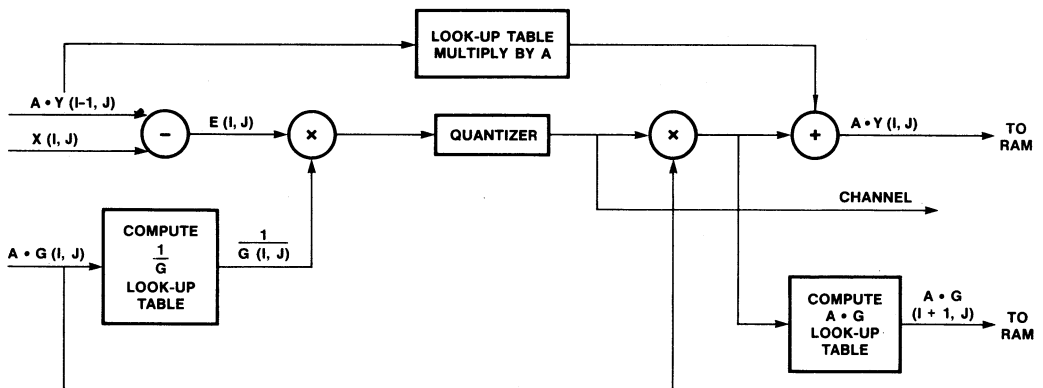 LOOK-UP TABLE
MULTIPLY BY A
A • Y (I-1, J)
X (I, J)
−
E (I, J)
×
QUANTIZER
×
+
A • Y (I, J)
TO
RAM
CHANNEL
A • G (I, J)
COMPUTE
1
G
LOOK-UP
TABLE
1
G (I, J)
COMPUTE
A • G
LOOK-UP
TABLE
A • G
(I + 1, J)
TO
RAM